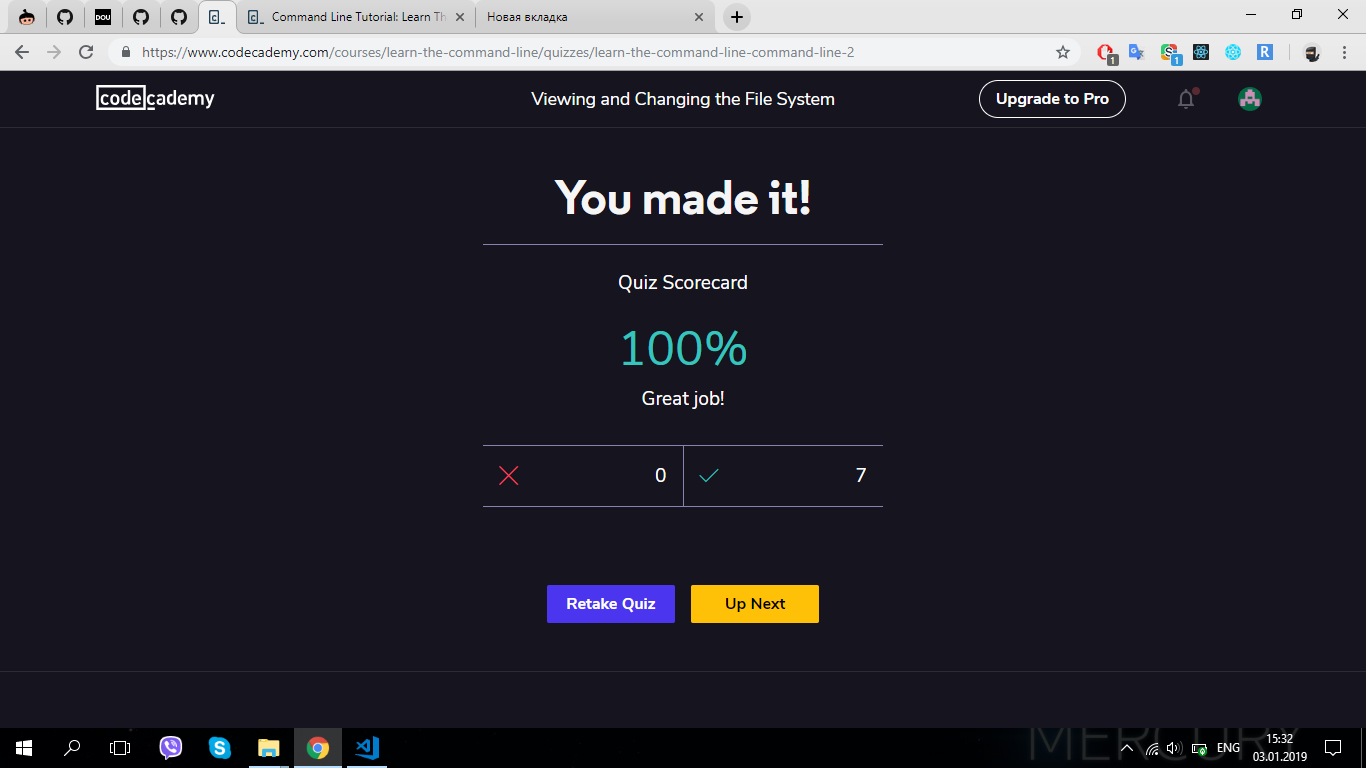 DOU
Command Line Tutorial: Learn Th
Новая вкладка
https://www.codecademy.com/courses/learn-the-command-line/quizzes/learn-the-command-line-command-line-2
1
1
R
codecademy
Viewing and Changing the File System
Upgrade to Pro
You made it!
Quiz Scorecard
100%
Great job!
0
7
Retake Quiz
Up Next
MERCURY
ENG
15:32
03.01.2019